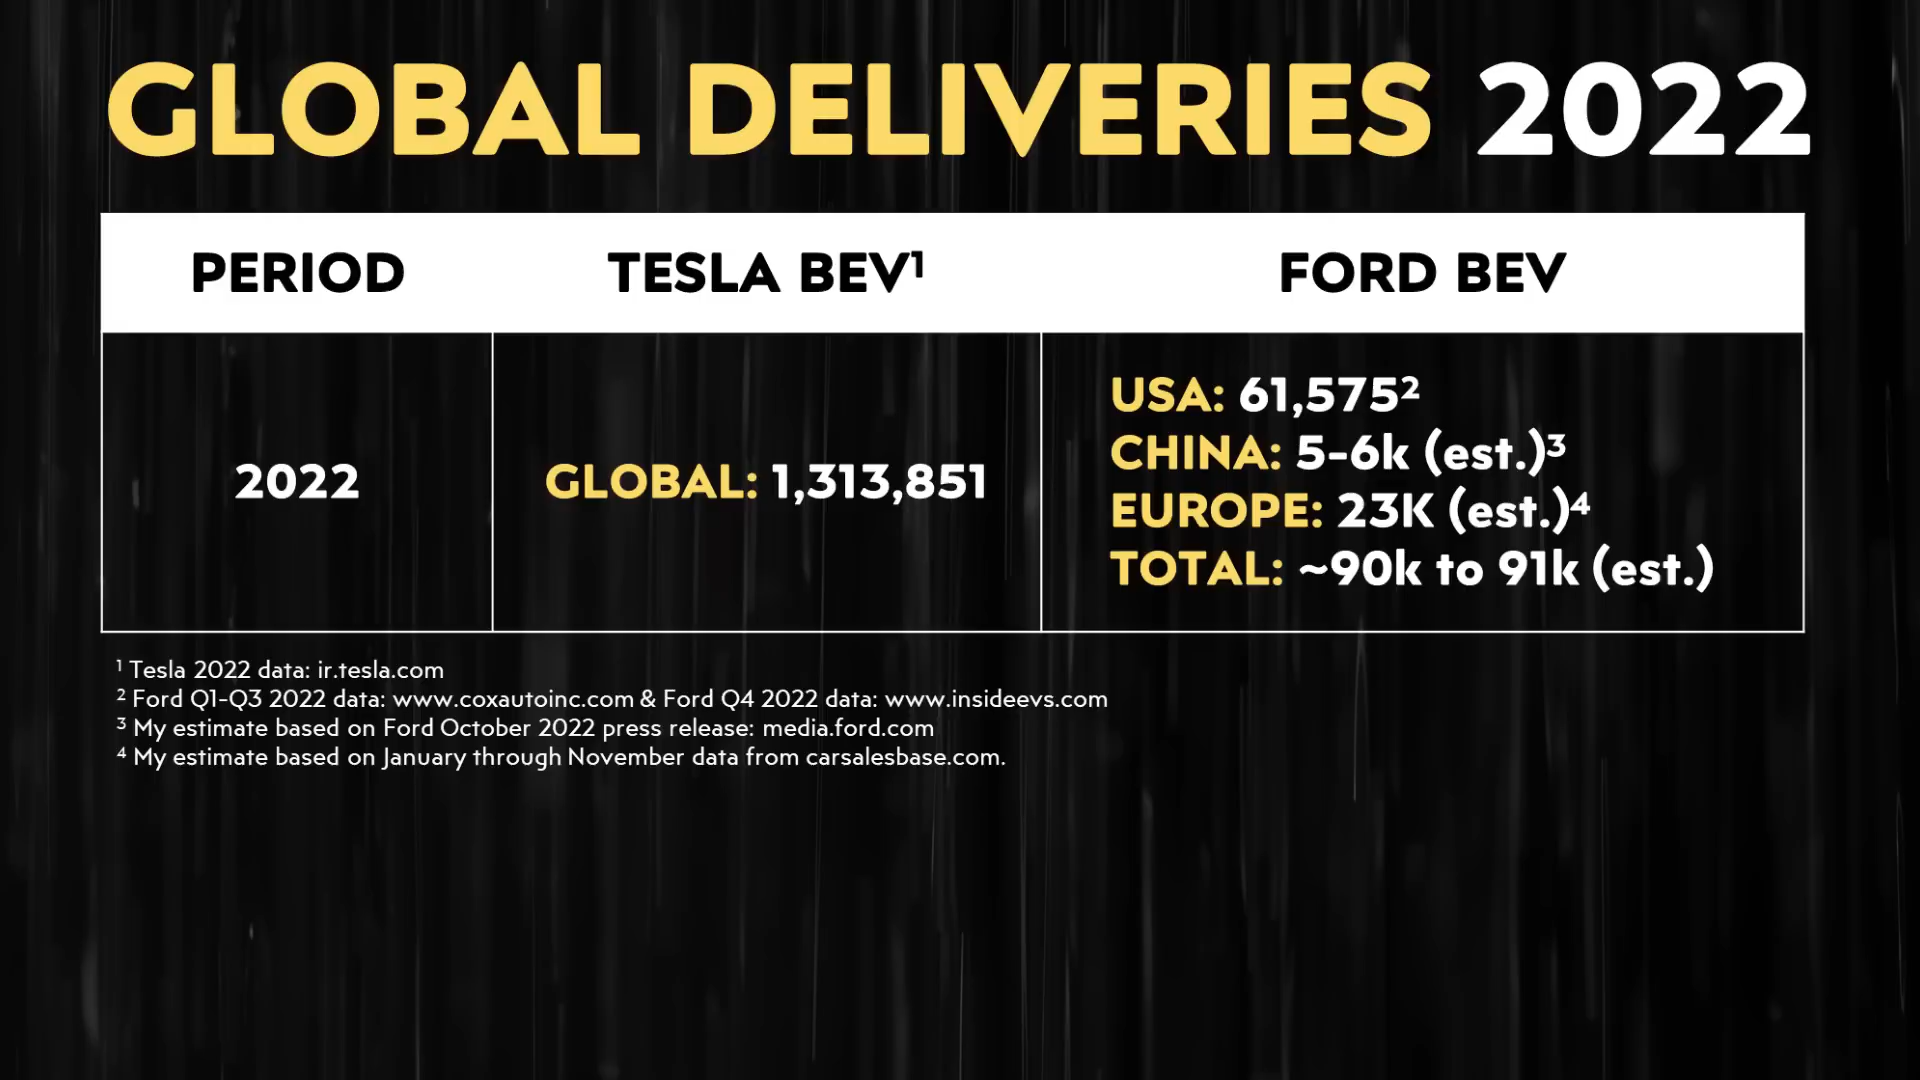 GLOBAL DELIVERIES 2022
PERIOD TESLA BEV¹ FORD BEV
2022
GLOBAL: 1,313,851
USA: 61,575²
CHINA: 5-6k (est.)³
EUROPE: 23K (est.)⁴
TOTAL: ~90k to 91k (est.)
¹ Tesla 2022 data: ir.tesla.com
² Ford Q1-Q3 2022 data: www.coxautoinc.com & Ford Q4 2022 data: www.insideevs.com
³ My estimate based on Ford October 2022 press release: media.ford.com
⁴ My estimate based on January through November data from carsalesbase.com.